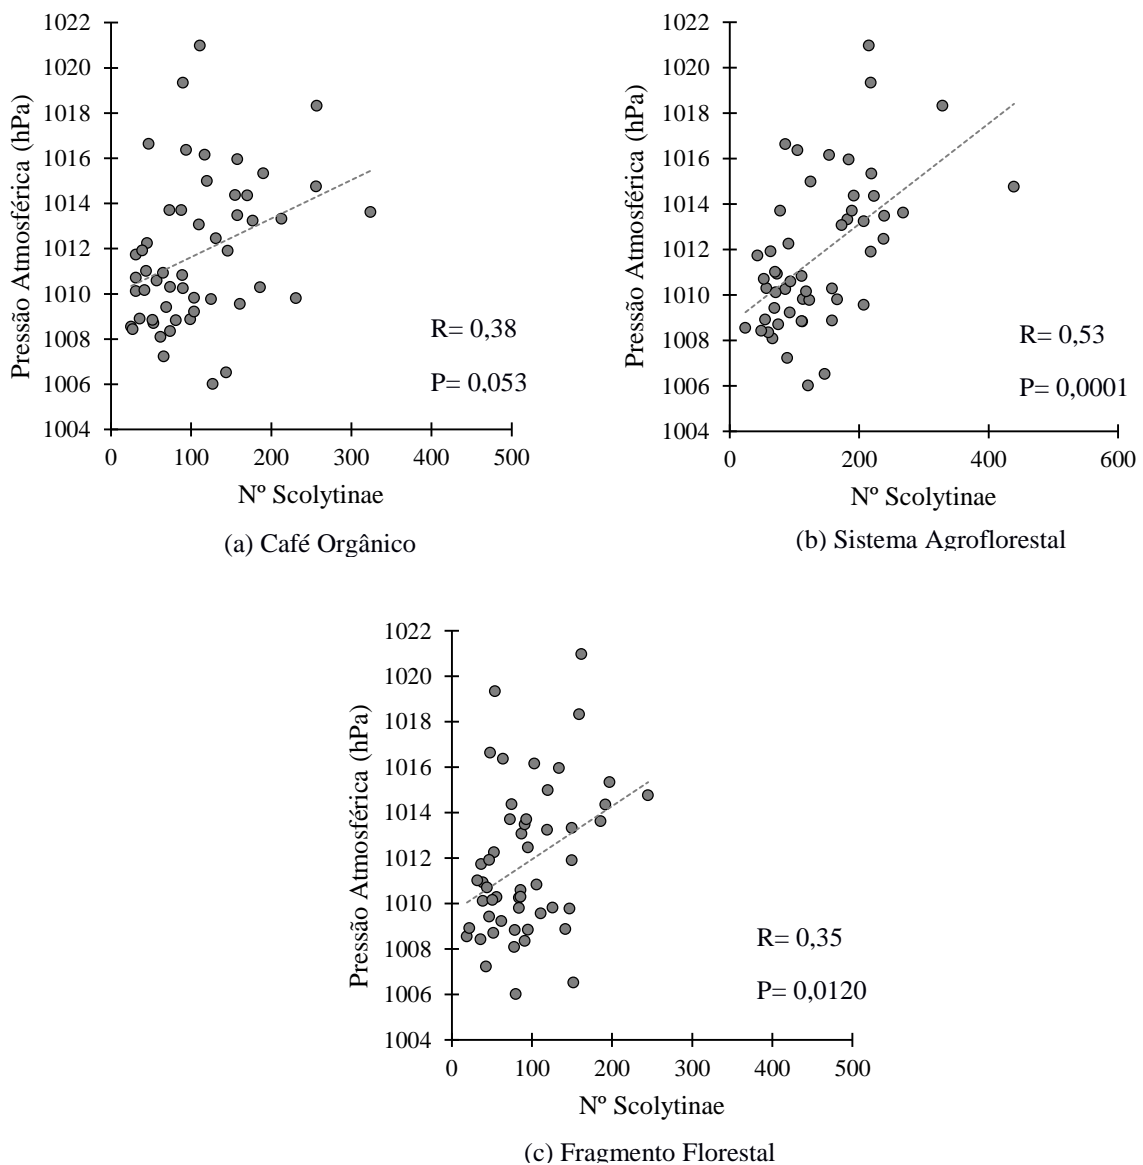 1022
1020
1018
1016
1014
1012
1010
1008
1006
1004
Pressão Atmosférica (hPa)
R= 0,38
P= 0,053
0 100 200 300 400 500
Nº Scolytinae
(a) Café Orgânico
1022
1020
1018
1016
1014
1012
1010
1008
1006
1004
Pressão Atmosférica (hPa)
R= 0,53
P= 0,0001
0 200 400 600
Nº Scolytinae
(b) Sistema Agroflorestal
1022
1020
1018
1016
1014
1012
1010
1008
1006
1004
Pressão Atmosférica (hPa)
R= 0,35
P= 0,0120
0 100 200 300 400 500
Nº Scolytinae
(c) Fragmento Florestal